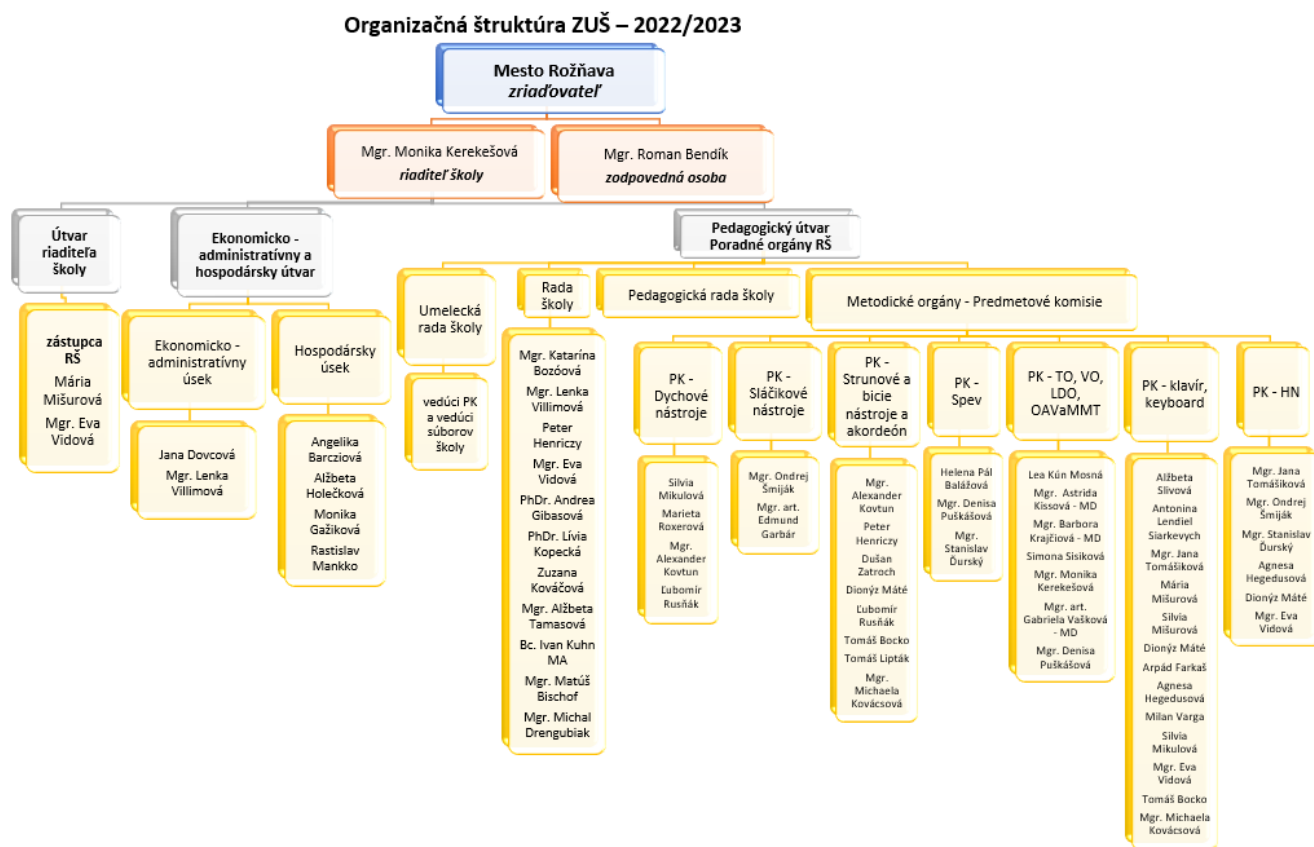 Organizačná štruktúra ZUŠ – 2022/2023
Mesto Rožňava
zriaďovateľ
Mgr. Monika Kerekešová
riaditeľ školy
Mgr. Roman Bendík
zodpovedná osoba
Útvar
riaditeľa
školy
Ekonomicko -
administratívny a
hospodársky útvar
Pedagogický útvar
Poradné orgány RŠ
zástupca
RŠ
Mária
Mišurová
Mgr. Eva
Vidová
Ekonomicko -
administratívny
úsek
Jana Dovcová
Mgr. Lenka
Villimová
Hospodársky
úsek
Angelika
Barcziová
Alžbeta
Holečková
Monika
Gažiková
Rastislav
Mankko
Umelecká
rada školy
vedúci PK
a vedúci
súborov
školy
Rada
školy
Mgr. Katarína
Bozóová
Mgr. Lenka
Villimová
Peter
Henriczy
Mgr. Eva
Vidová
PhDr. Andrea
Gibasová
PhDr. Lívia
Kopecká
Zuzana
Kováčová
Mgr. Alžbeta
Tamasová
Bc. Ivan Kuhn
MA
Mgr. Matúš
Bischof
Mgr. Michal
Drengubiak
Pedagogická rada školy
Metodické orgány - Predmetové komisie
PK -
Dychové
nástroje
Silvia
Mikulová
Marieta
Roxerová
Mgr.
Alexander
Kovtun
Ľubomír
Rusňák
PK -
Sláčikové
nástroje
Mgr. Ondrej
Šmiják
Mgr. art.
Edmund
Garbár
PK -
Strunové a
bicie
nástroje a
akordeón
Mgr.
Alexander
Kovtun
Peter
Henriczy
Dušan
Zatroch
Dionýz Máté
Ľubomír
Rusňák
Tomáš Bocko
Tomáš Lipták
Mgr.
Michaela
Kovácsová
PK -
Spev
Helena Pál
Balážová
Mgr. Denisa
Puškášová
Mgr.
Stanislav
Ďurský
PK - TO, VO,
LDO,
OAVaMMT
Lea Kún Mosná
Mgr. Astrida
Kissová - MD
Mgr. Barbora
Krajčiová - MD
Simona Sisiková
Mgr. Monika
Kerekešová
Mgr. art.
Gabriela Vašková
- MD
Mgr. Denisa
Puškášová
PK - klavír,
keyboard
Alžbeta
Slivová
Antonina
Lendiel
Siarkevych
Mgr. Jana
Tomášiková
Mária
Mišurová
Silvia
Mišurová
Dionýz Máté
Arpád Farkaš
Agnesa
Hegedusová
Milan Varga
Silvia
Mikulová
Mgr. Eva
Vidová
Tomáš Bocko
Mgr. Michaela
Kovácsová
PK - HN
Mgr. Jana
Tomášiková
Mgr. Ondrej
Šmiják
Mgr. Stanislav
Ďurský
Agnesa
Hegedusová
Dionýz Máté
Mgr. Eva
Vidová